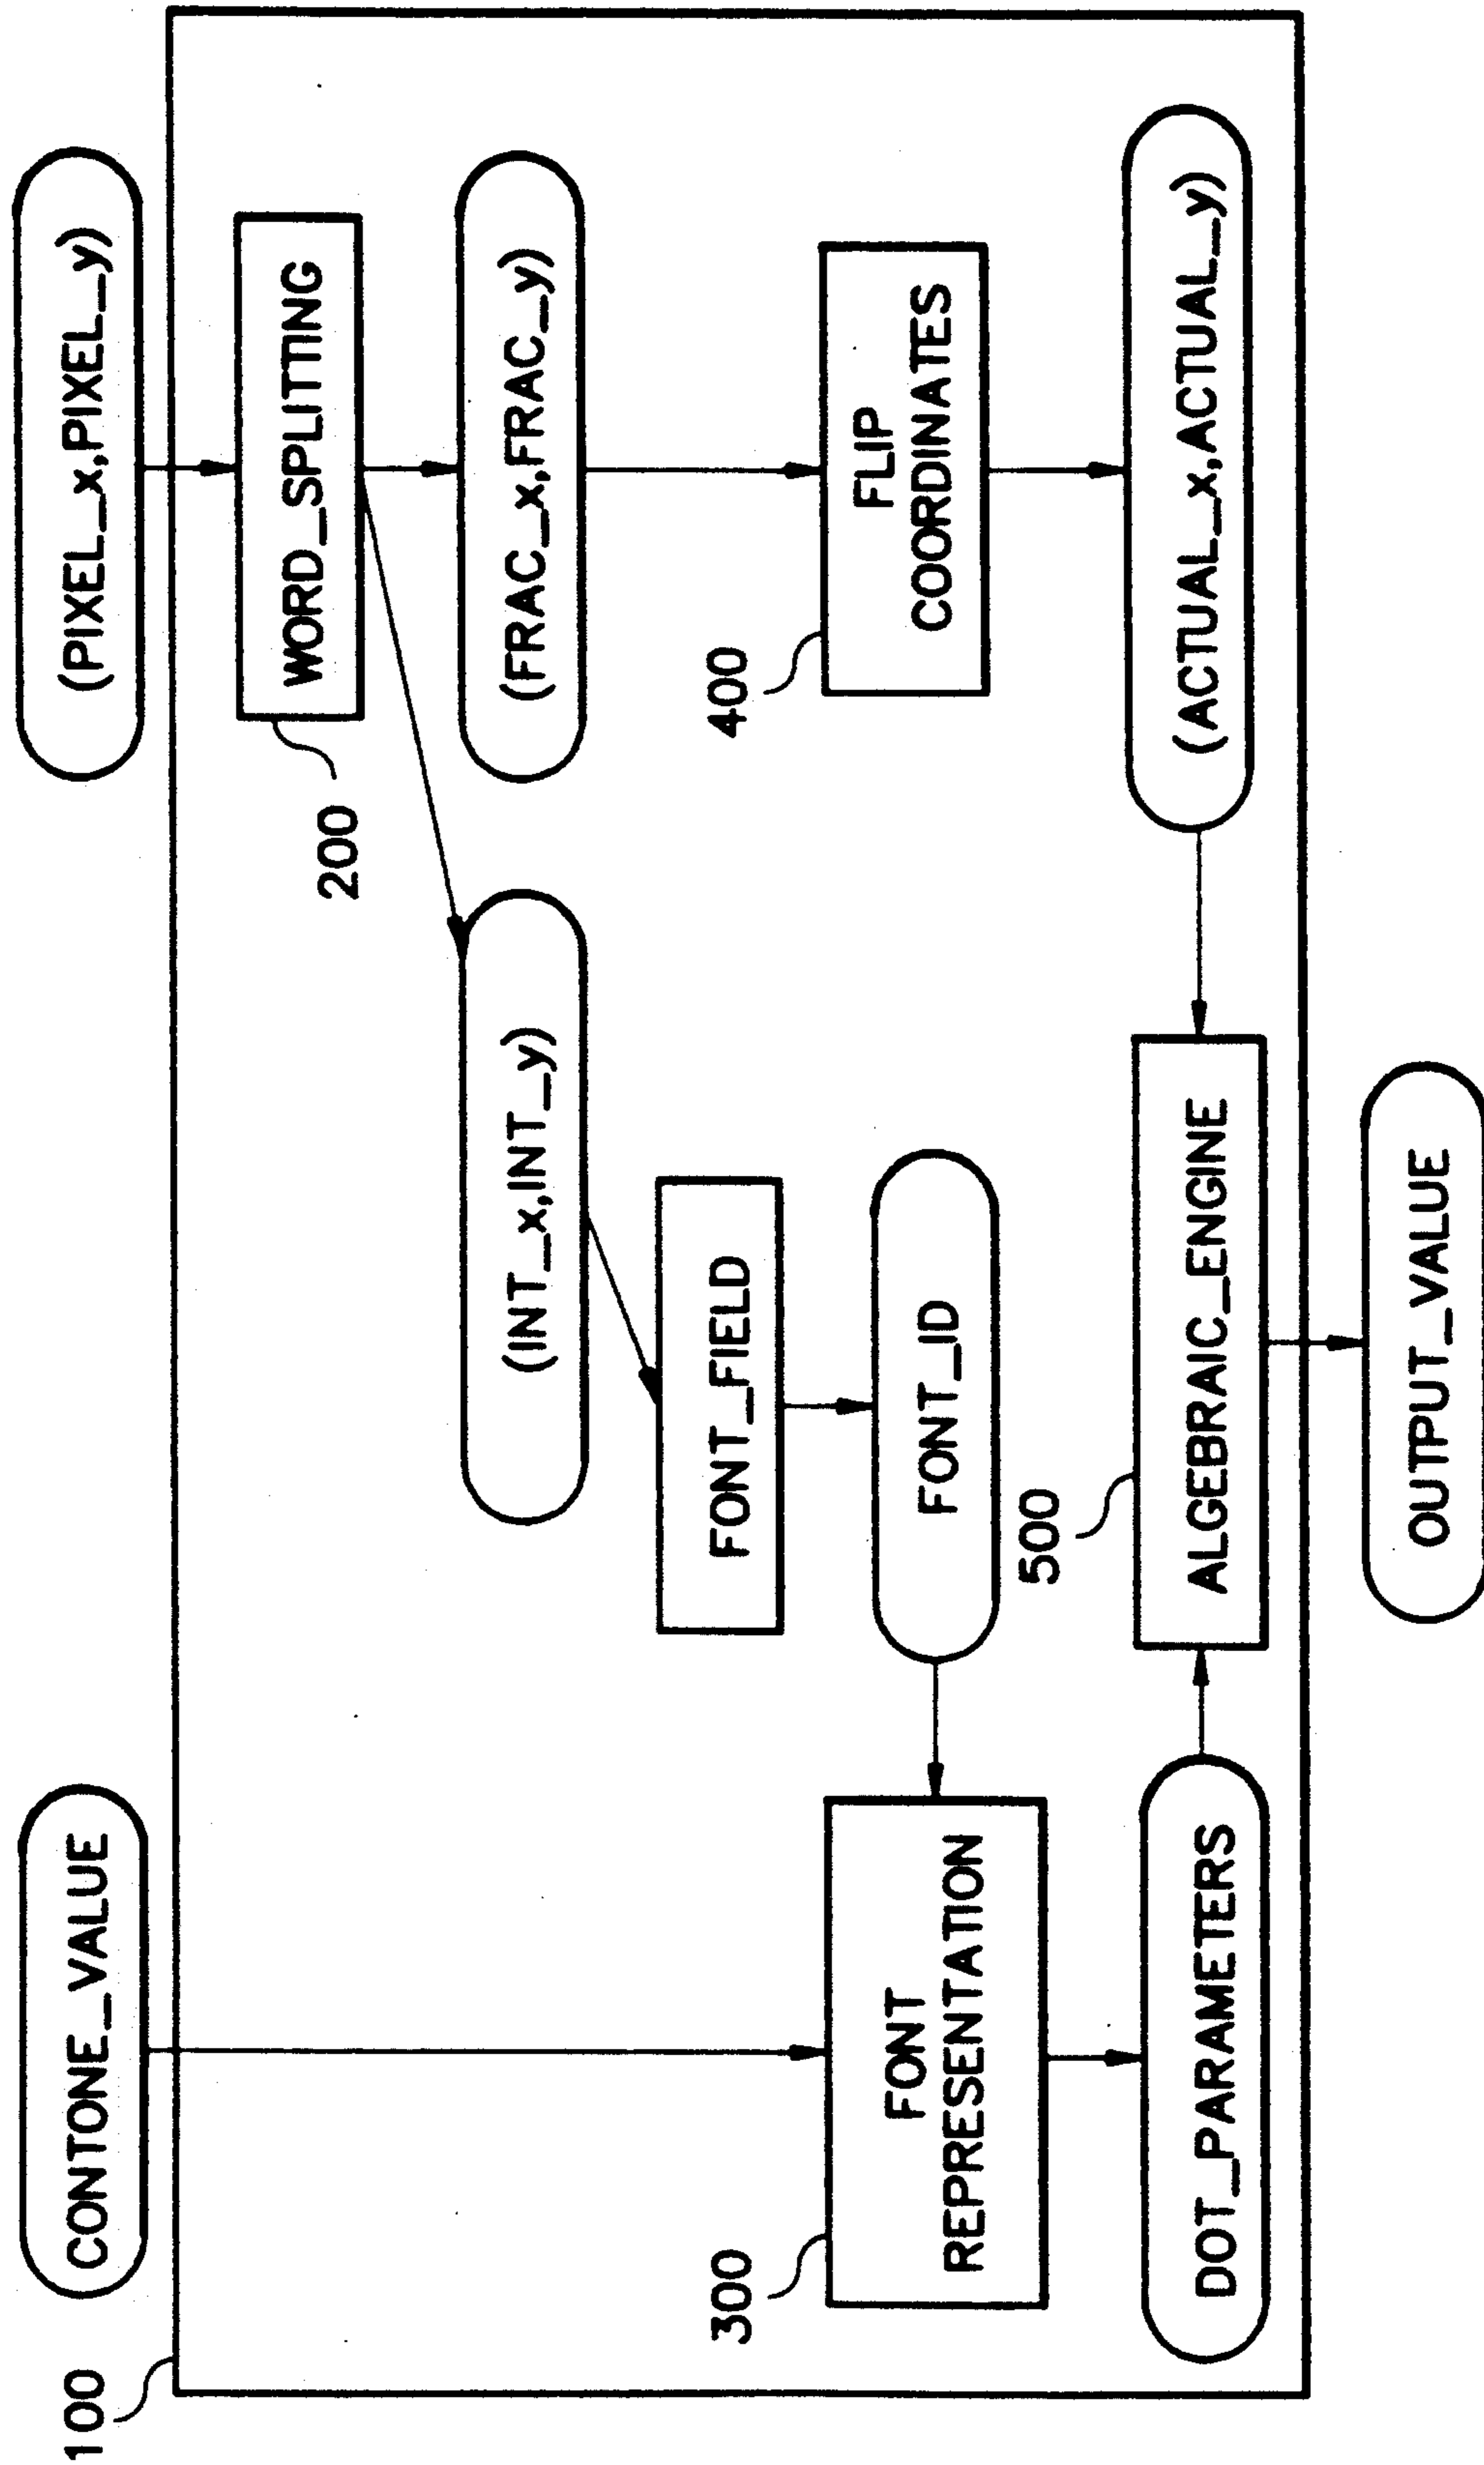 100
CONTONE_VALUE
(PIXEL_x,PIXEL_y)
WORD_SPLITTING
200
(INT_x,INT_y)
(FRAC_x,FRAC_y)
FONT_FIELD
300
FONT
REPRESENTATION
FONT_ID
400
FLIP
COORDINATES
500
DOT_PARAMETERS
ALGEBRAIC_ENGINE
(ACTUAL_x,ACTUAL_y)
OUTPUT_VALUE